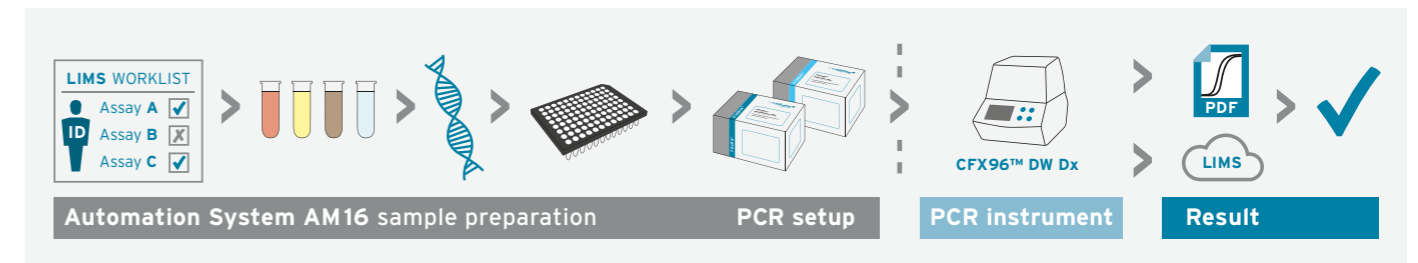 LIMS WORKLIST
ID
Assay A
Assay B
Assay C
CFX96™ DW Dx
PDF
LIMS
Automation System AM16 sample preparation
PCR setup
PCR instrument
Result